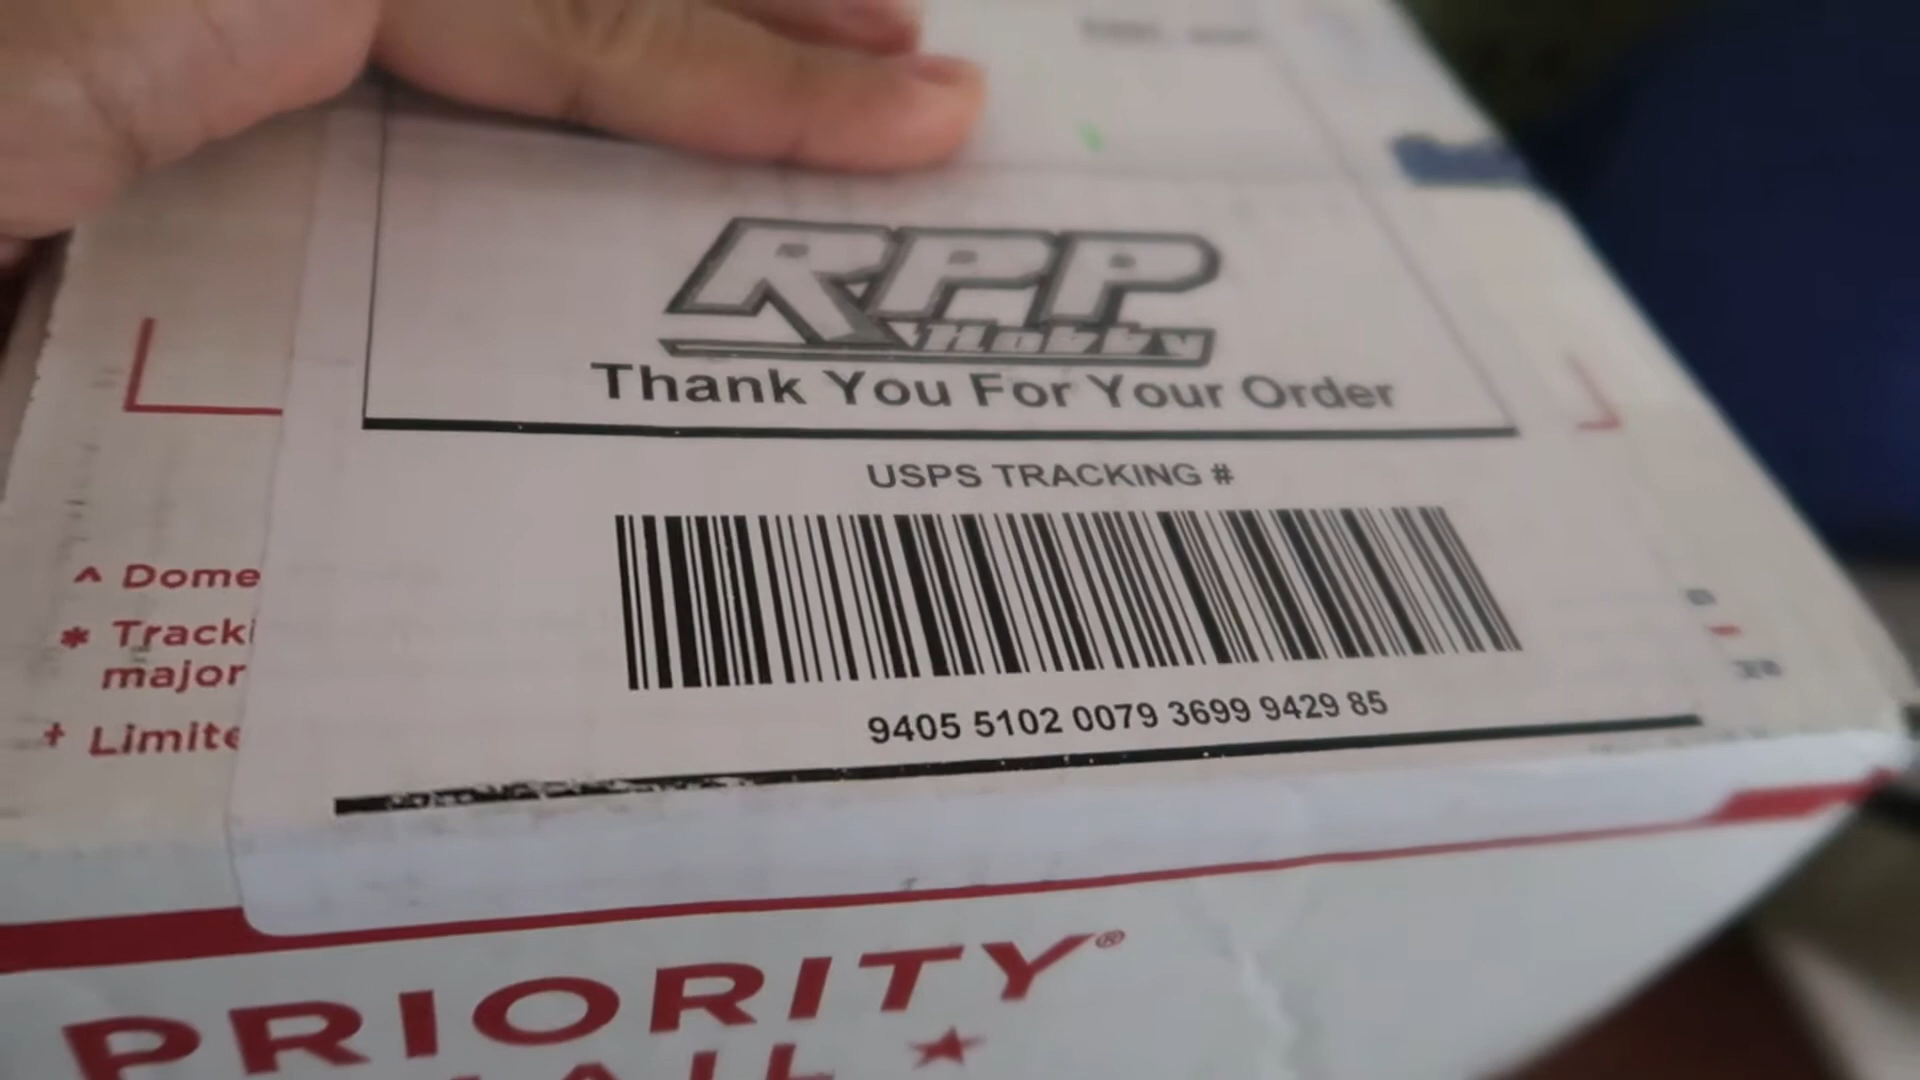 RPP
Hobby
Thank You For Your Order
USPS TRACKING #
9405 5102 0079 3699 9429 85
^ Dome
* Tracki
major
† Limite
PRIORITY®
AIL